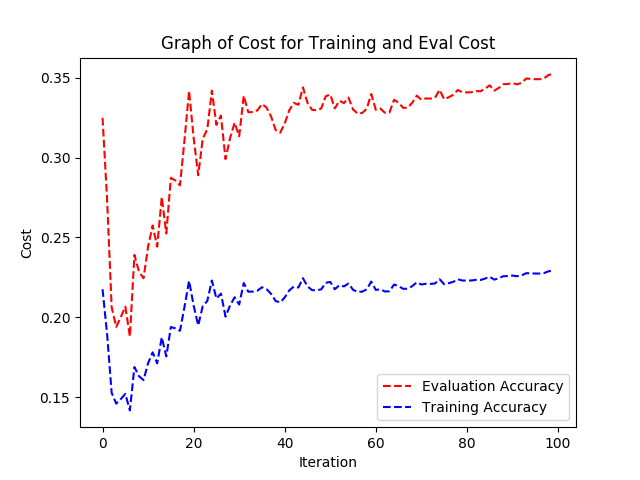 Graph of Cost for Training and Eval Cost
0.35
0.30
0.25
0.20
0.15
Cost
0
20
40
60
80
100
Iteration
Evaluation Accuracy
Training Accuracy